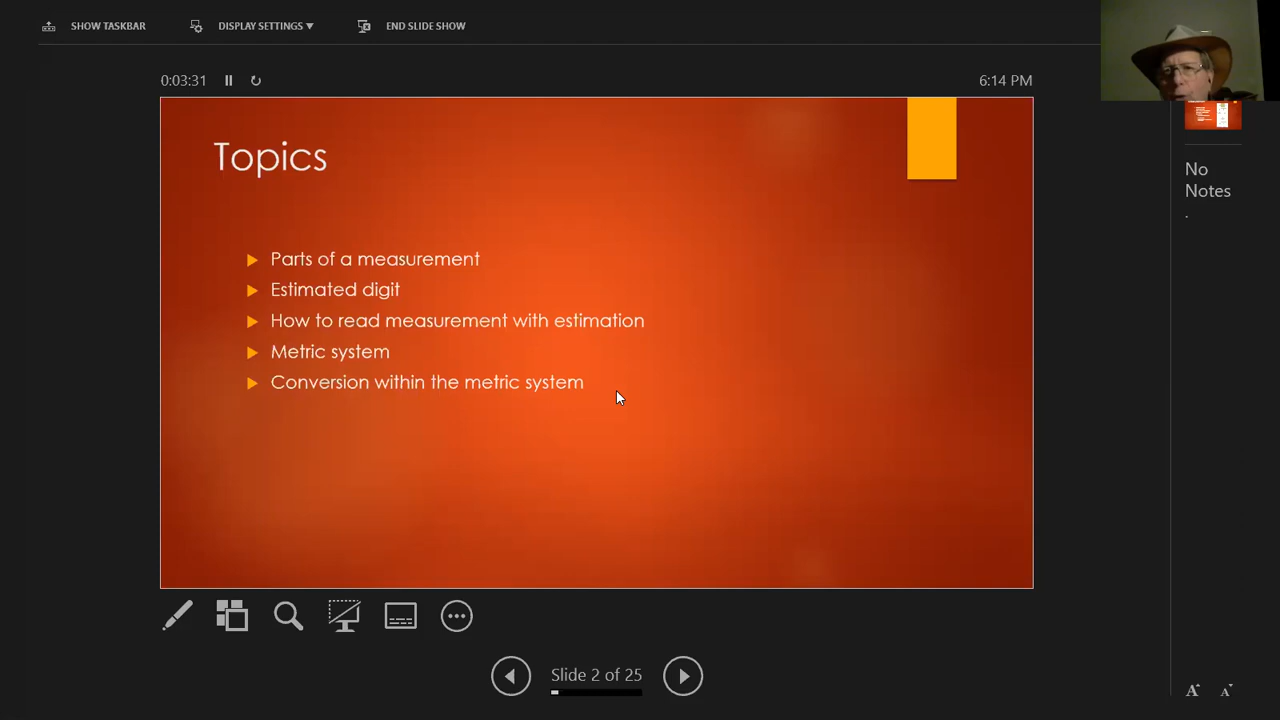 SHOW TASKBAR
DISPLAY SETTINGS ▼
END SLIDE SHOW
0:03:31
6:14 PM
Topics
Parts of a measurement
Estimated digit
How to read measurement with estimation
Metric system
Conversion within the metric system
No
Notes
.
Slide 2 of 25
A A